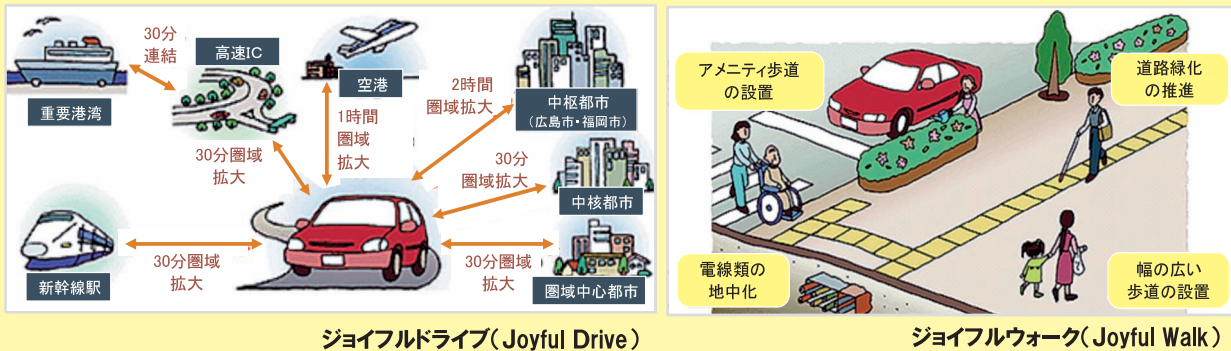 30分
連結
高速IC
重要港湾
空港
1時間
圏域
拡大
2時間
圏域拡大
中枢都市
(広島市・福岡市)
30分圏域
拡大
30分
圏域拡大
中核都市
新幹線駅
30分圏域
拡大
30分圏域
拡大
圏域中心都市
ジョイフルドライブ(Joyful Drive)
アメニティ歩道
の設置
道路緑化
の推進
電線類の
地中化
幅の広い
歩道の設置
ジョイフルウォーク(Joyful Walk)